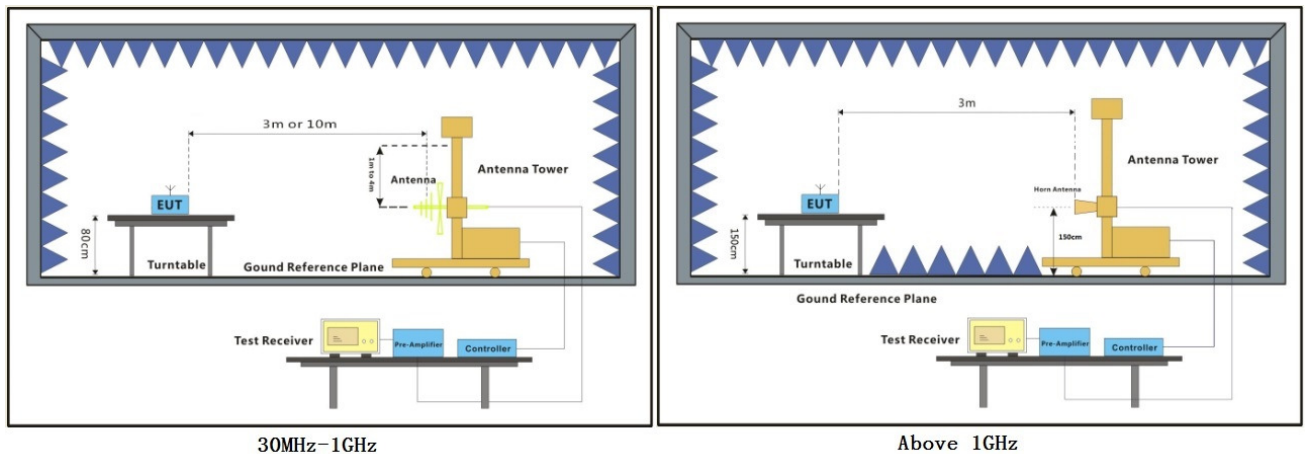 3m or 10m
1m to 4m
Antenna
Antenna Tower
EUT
80cm
Turntable
Gound Reference Plane
Test Receiver
Pre-Amplifier
Controller
30MHz-1GHz
3m
Antenna Tower
Horn Antenna
EUT
150cm
150cm
Turntable
Gound Reference Plane
Test Receiver
Pre-Amplifier
Controller
Above 1GHz